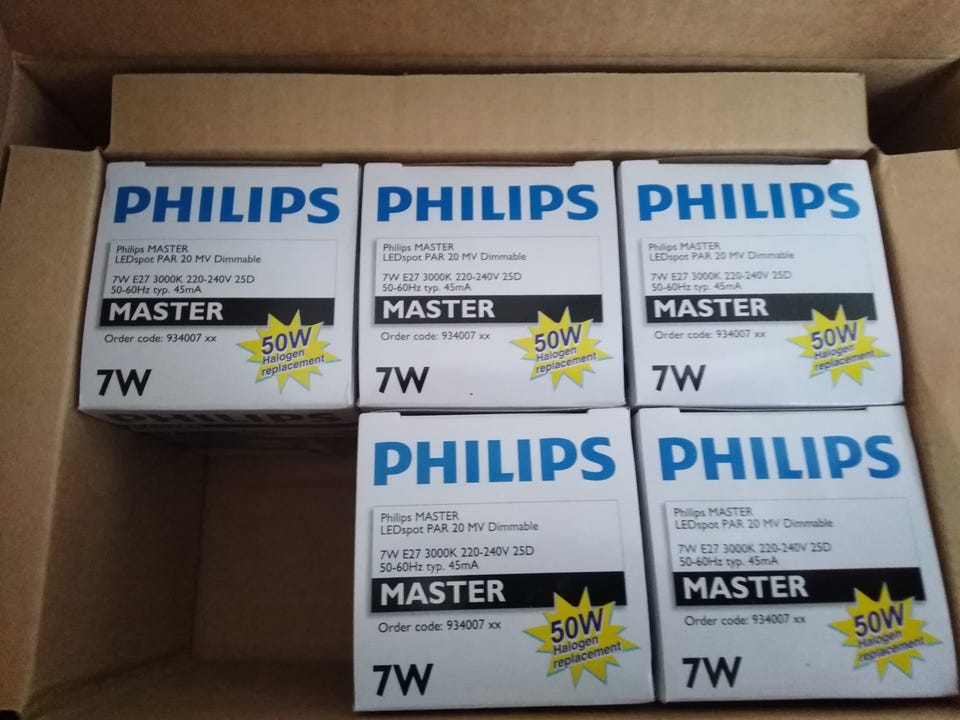 PHILIPS
Philips MASTER
LEDspot PAR 20 MV Dimmable
7W E27 3000K 220-240V 25D
50-60Hz typ. 45mA
MASTER
Order code: 934007 xx
50W
Halogen
replacement
7W
PHILIPS
Philips MASTER
LEDspot PAR 20 MV Dimmable
7W E27 3000K 220-240V 25D
50-60Hz typ. 45mA
MASTER
Order code: 934007 xx
50W
Halogen
replacement
7W
PHILIPS
Philips MASTER
LEDspot PAR 20 MV Dimmable
7W E27 3000K 220-240V 25D
50-60Hz typ. 45mA
MASTER
Order code: 934007 xx
50W
Halogen
replacement
7W
PHILIPS
PHILIPS
Philips MASTER
LEDspot PAR 20 MV Dimmable
7W E27 3000K 220-240V 25D
50-60Hz typ. 45mA
MASTER
Order code: 934007 xx
50W
Halogen
replacement
7W
PHILIPS
Philips MASTER
LEDspot PAR 20 MV Dimmable
7W E27 3000K 220-240V 25D
50-60Hz typ. 45mA
MASTER
Order code: 934007 xx
50W
Halogen
replacement
7W